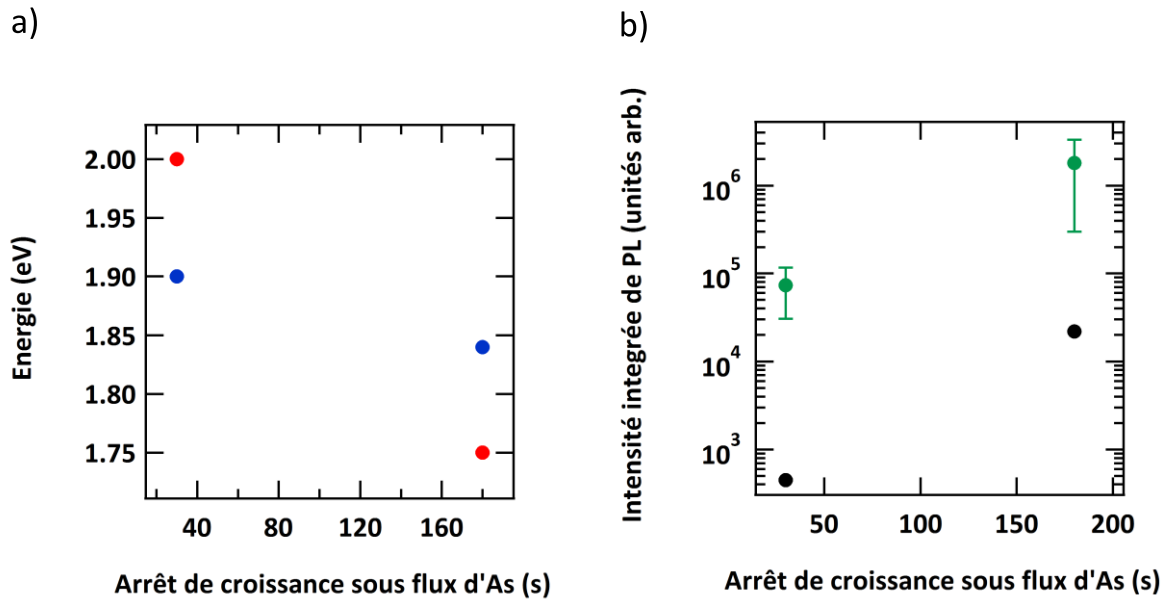 a)
2.00
1.95
1.90
1.85
1.80
1.75
Energie (eV)
40 80 120 160
Arrêt de croissance sous flux d'As (s)
b)
10^6
10^5
10^4
10^3
Intensité integrée de PL (unités arb.)
50 100 150 200
Arrêt de croissance sous flux d'As (s)